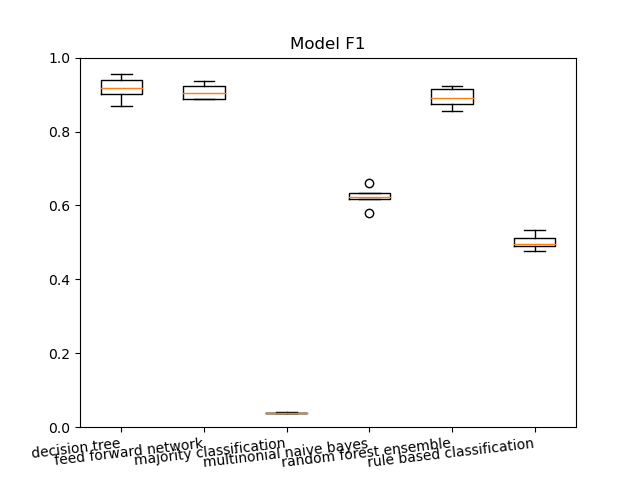 Model F1
1.0
0.8
0.6
0.4
0.2
0.0
decision tree
feed forward network
majority classification
multinonial naive bayes
random forest ensemble
rule based classification